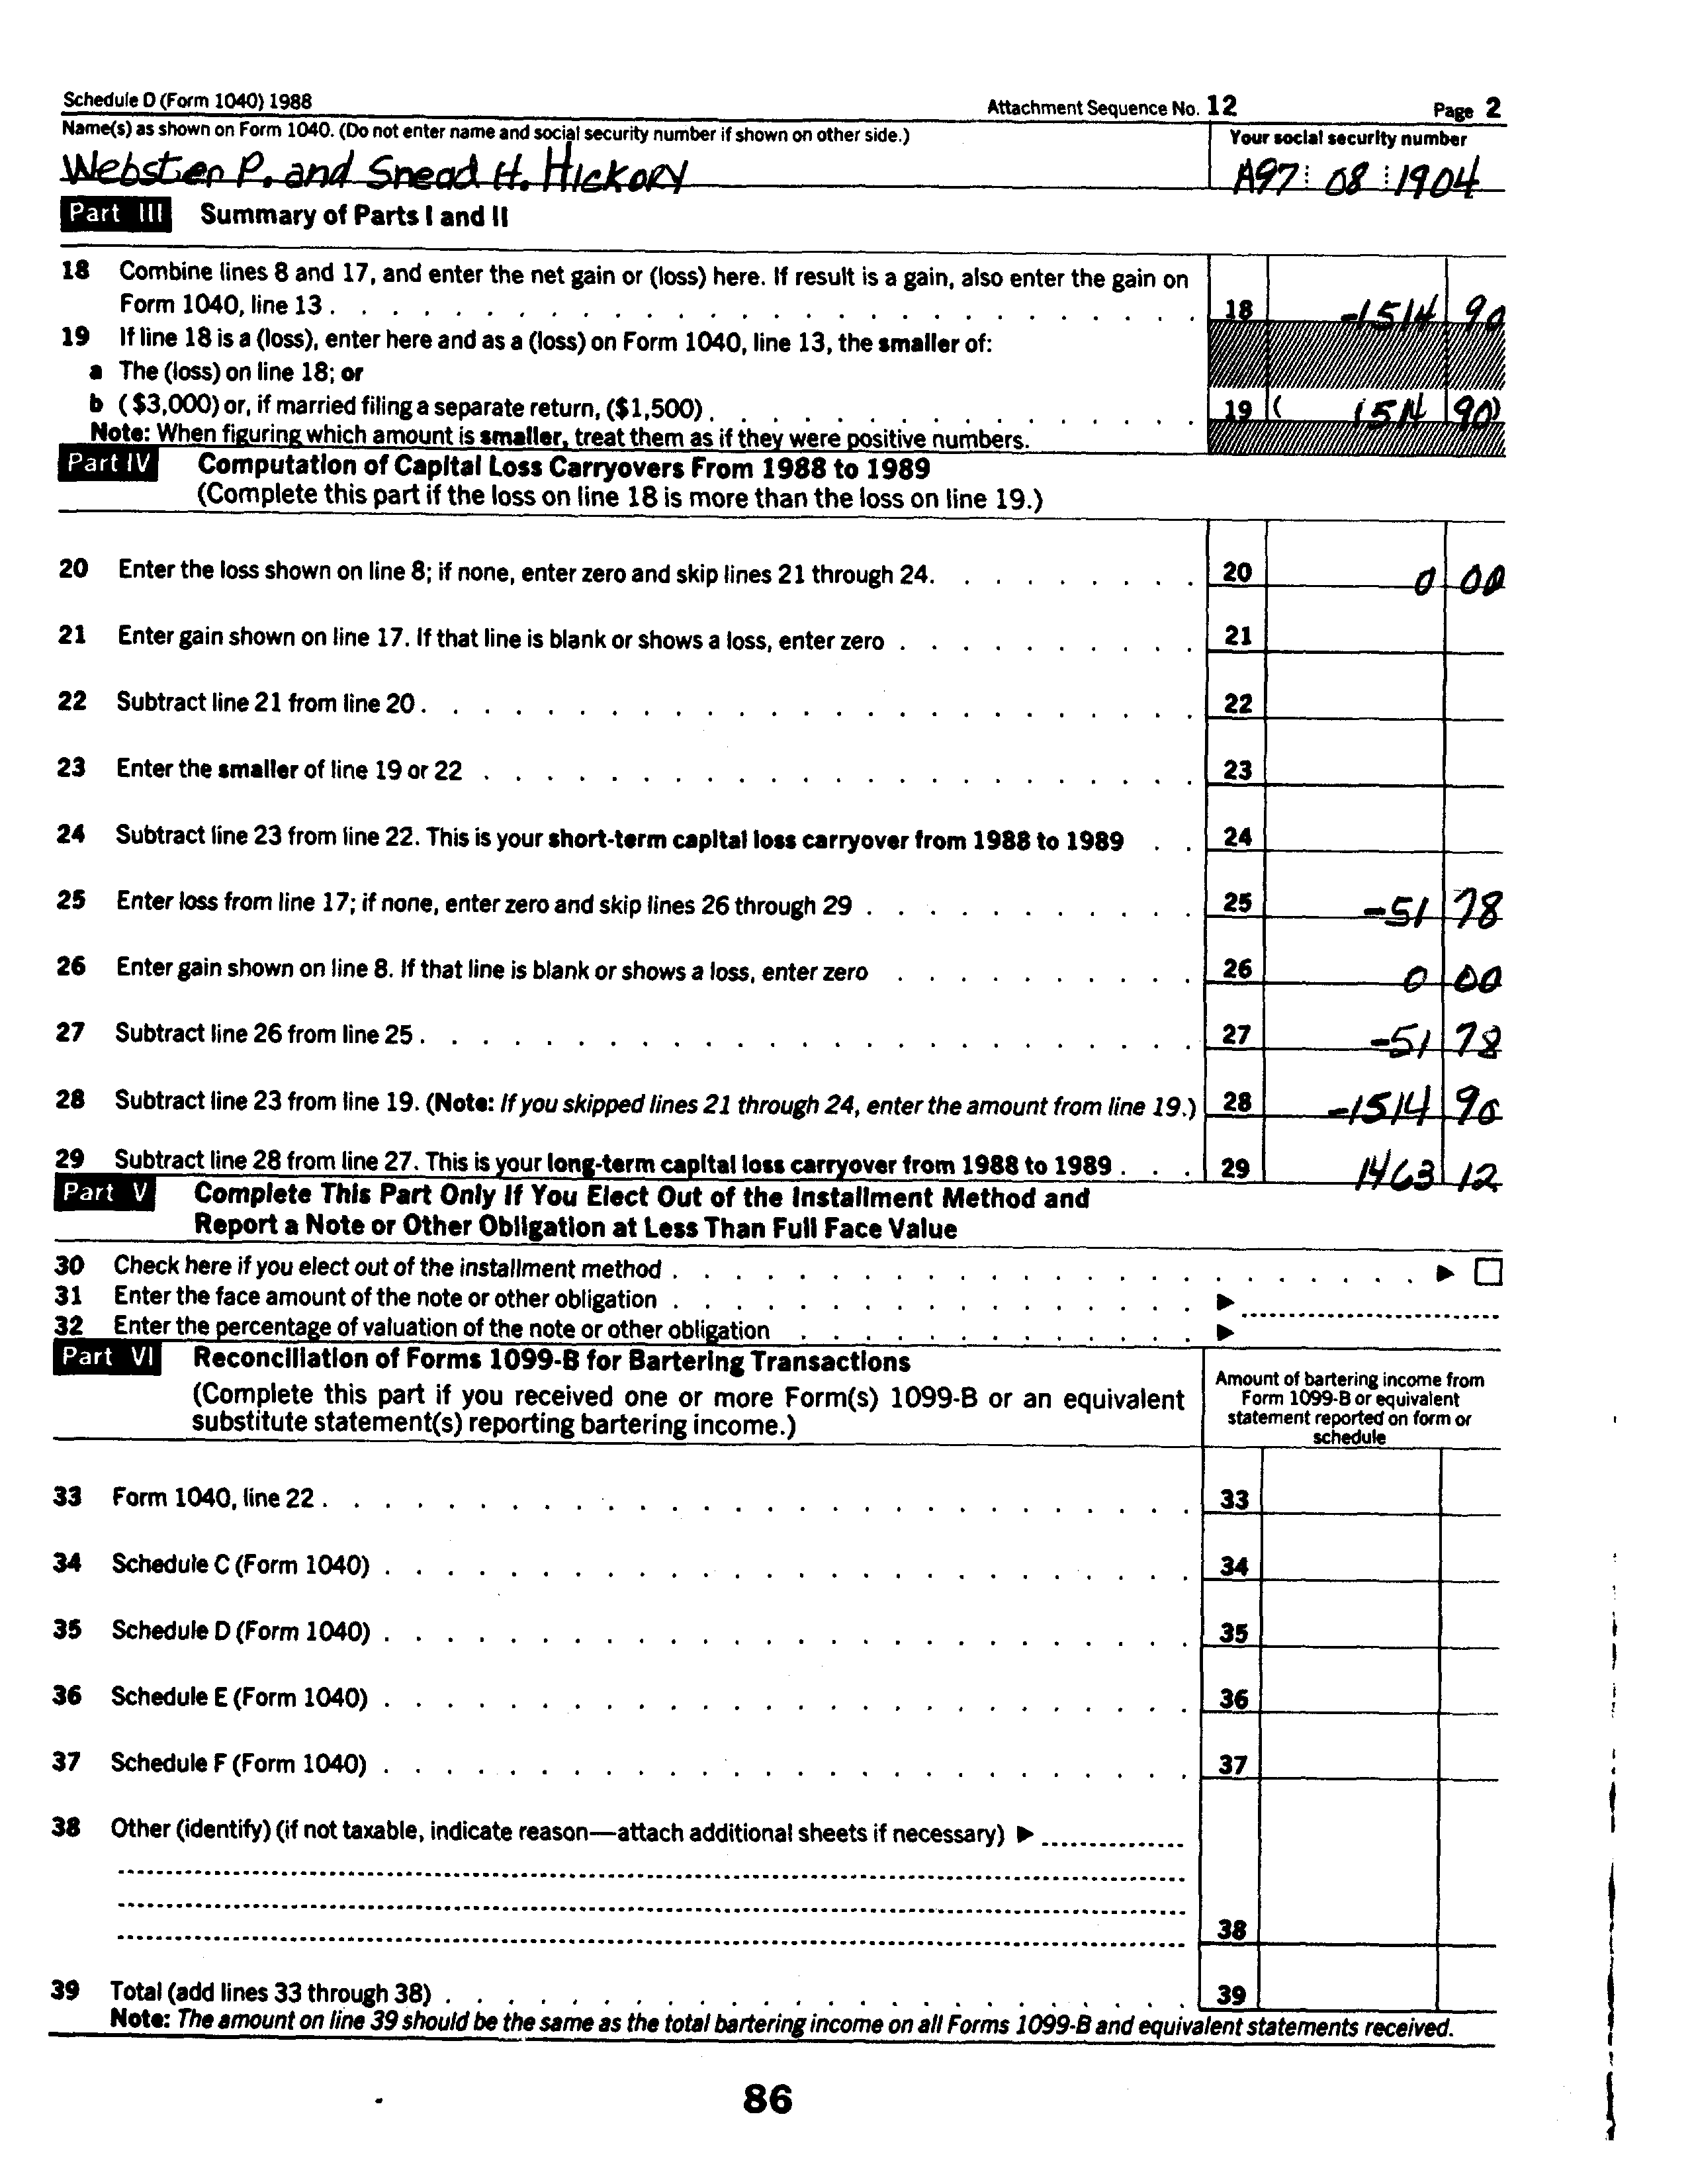 Schedule D (Form 1040) 1988 Attachment Sequence No. 12 Page 2
Name(s) as shown on Form 1040. (Do not enter name and social security number if shown on other side.) Your social security number
Webster P. and Snead H. Hickory A97 08 1904
Part III Summary of Parts I and II
18 Combine lines 8 and 17, and enter the net gain or (loss) here. If result is a gain, also enter the gain on
Form 1040, line 13 . . . . . . . . . . . . . . . . . . . . . . . . . . . . 18 -1514 90
19 If line 18 is a (loss), enter here and as a (loss) on Form 1040, line 13, the smaller of:
a The (loss) on line 18; or
b ($3,000) or, if married filing a separate return, ($1,500) . . . . . . . . . . . . . . . . 19 ( 1514 90)
Note: When figuring which amount is smaller, treat them as if they were positive numbers.
Part IV Computation of Capital Loss Carryovers From 1988 to 1989
(Complete this part if the loss on line 18 is more than the loss on line 19.)
20 Enter the loss shown on line 8; if none, enter zero and skip lines 21 through 24. . . . . . . . . 20 0 00
21 Enter gain shown on line 17. If that line is blank or shows a loss, enter zero . . . . . . . . . . 21
22 Subtract line 21 from line 20 . . . . . . . . . . . . . . . . . . . . . . . . . 22
23 Enter the smaller of line 19 or 22 . . . . . . . . . . . . . . . . . . . . . . . 23
24 Subtract line 23 from line 22. This is your short-term capital loss carryover from 1988 to 1989 . . 24
25 Enter loss from line 17; if none, enter zero and skip lines 26 through 29 . . . . . . . . . . . 25 -51 78
26 Enter gain shown on line 8. If that line is blank or shows a loss, enter zero . . . . . . . . . . 26 0 00
27 Subtract line 26 from line 25 . . . . . . . . . . . . . . . . . . . . . . . . . 27 -51 78
28 Subtract line 23 from line 19. (Note: If you skipped lines 21 through 24, enter the amount from line 19.) 28 -1514 90
29 Subtract line 28 from line 27. This is your long-term capital loss carryover from 1988 to 1989 . . . 29 1463 12
Part V Complete This Part Only If You Elect Out of the Installment Method and
Report a Note or Other Obligation at Less Than Full Face Value
30 Check here if you elect out of the installment method . . . . . . . . . . . . . . . . . . . . . . . . ▶ □
31 Enter the face amount of the note or other obligation . . . . . . . . . . . . . . . . . ▶
32 Enter the percentage of valuation of the note or other obligation . . . . . . . . . . . . . ▶
Part VI Reconciliation of Forms 1099-B for Bartering Transactions
(Complete this part if you received one or more Form(s) 1099-B or an equivalent
substitute statement(s) reporting bartering income.)
Amount of bartering income from
Form 1099-B or equivalent
statement reported on form or
schedule
33 Form 1040, line 22 . . . . . . . . . . . . . . . . . . . . . . . . . . . . 33
34 Schedule C (Form 1040) . . . . . . . . . . . . . . . . . . . . . . . . . . 34
35 Schedule D (Form 1040) . . . . . . . . . . . . . . . . . . . . . . . . . . 35
36 Schedule E (Form 1040) . . . . . . . . . . . . . . . . . . . . . . . . . . 36
37 Schedule F (Form 1040) . . . . . . . . . . . . . . . . . . . . . . . . . . 37
38 Other (identify) (if not taxable, indicate reason—attach additional sheets if necessary) ▶
38
39 Total (add lines 33 through 38) . . . . . . . . . . . . . . . . . . . . . . . . 39
Note: The amount on line 39 should be the same as the total bartering income on all Forms 1099-B and equivalent statements received.
86